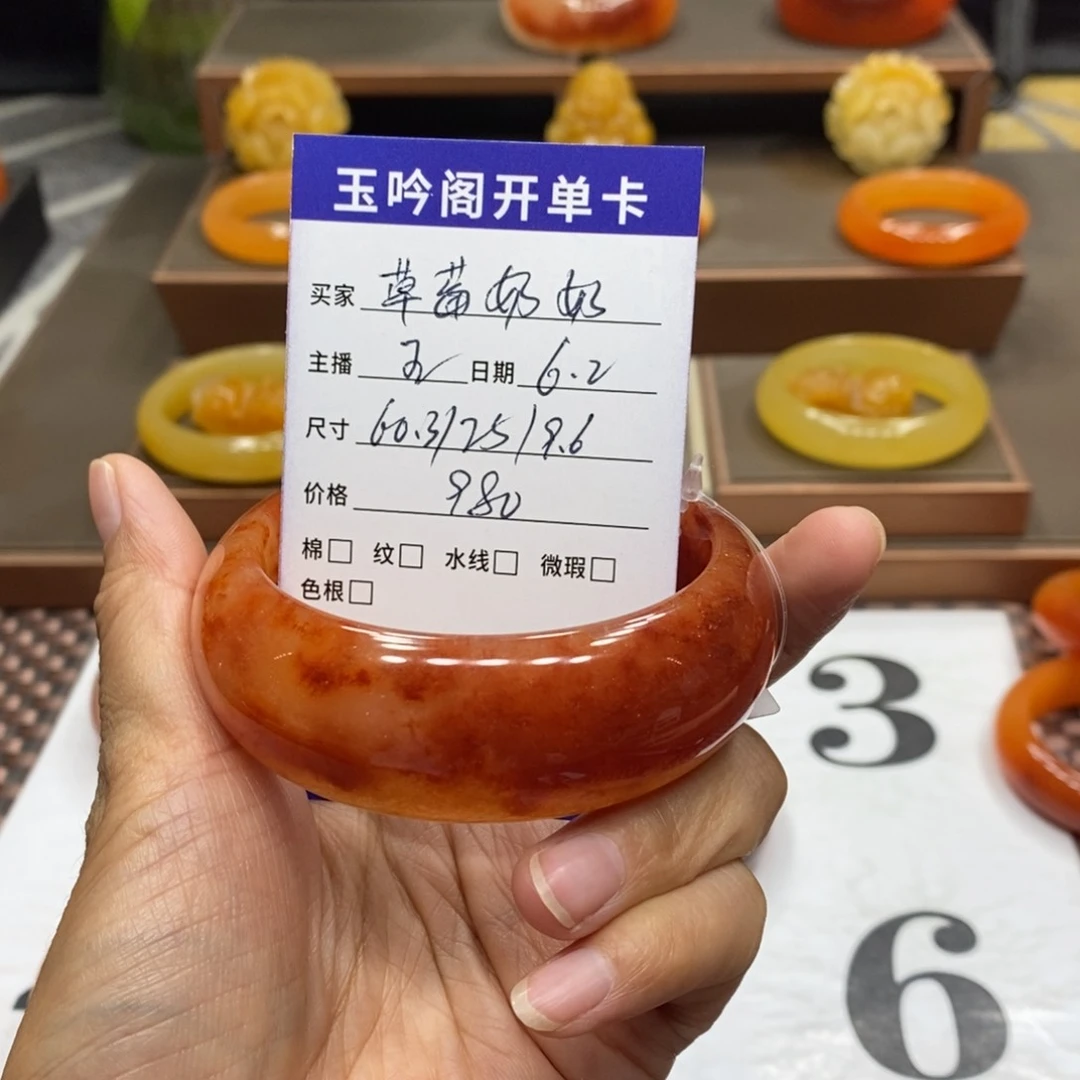 玉吟阁开单卡
买家 草莓奶奶
主播 玉 日期 6.2
尺寸 60.3/25/9.6
价格 980
棉□ 纹□ 水线□ 微瑕□
色根□
3
6